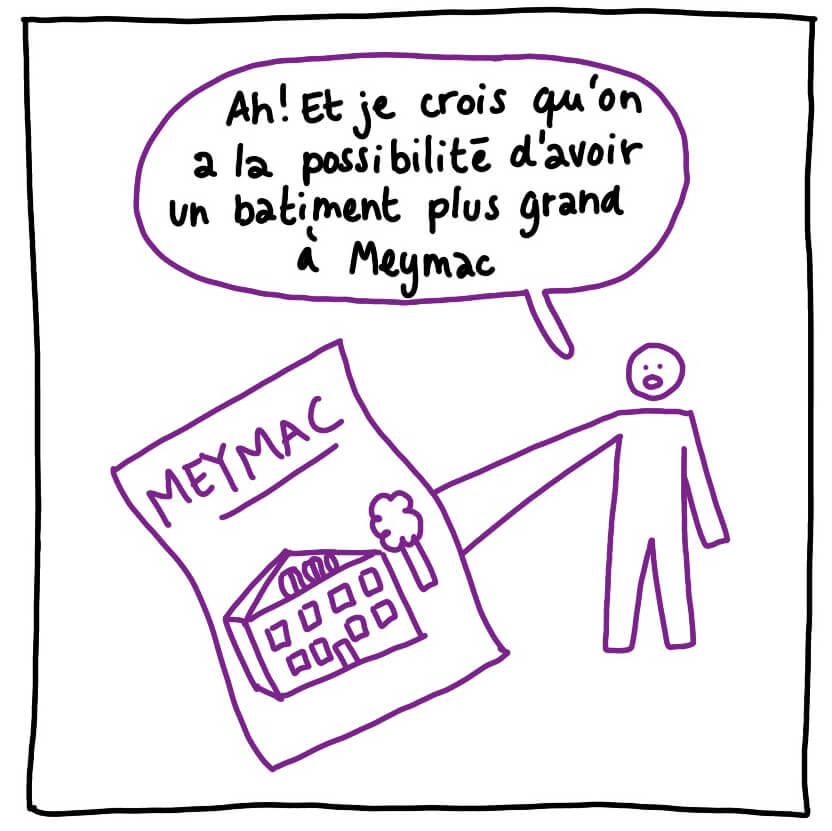 Ah! Et je crois qu'on
a la possibilité d'avoir
un batiment plus grand
à Meymac
MEYMAC